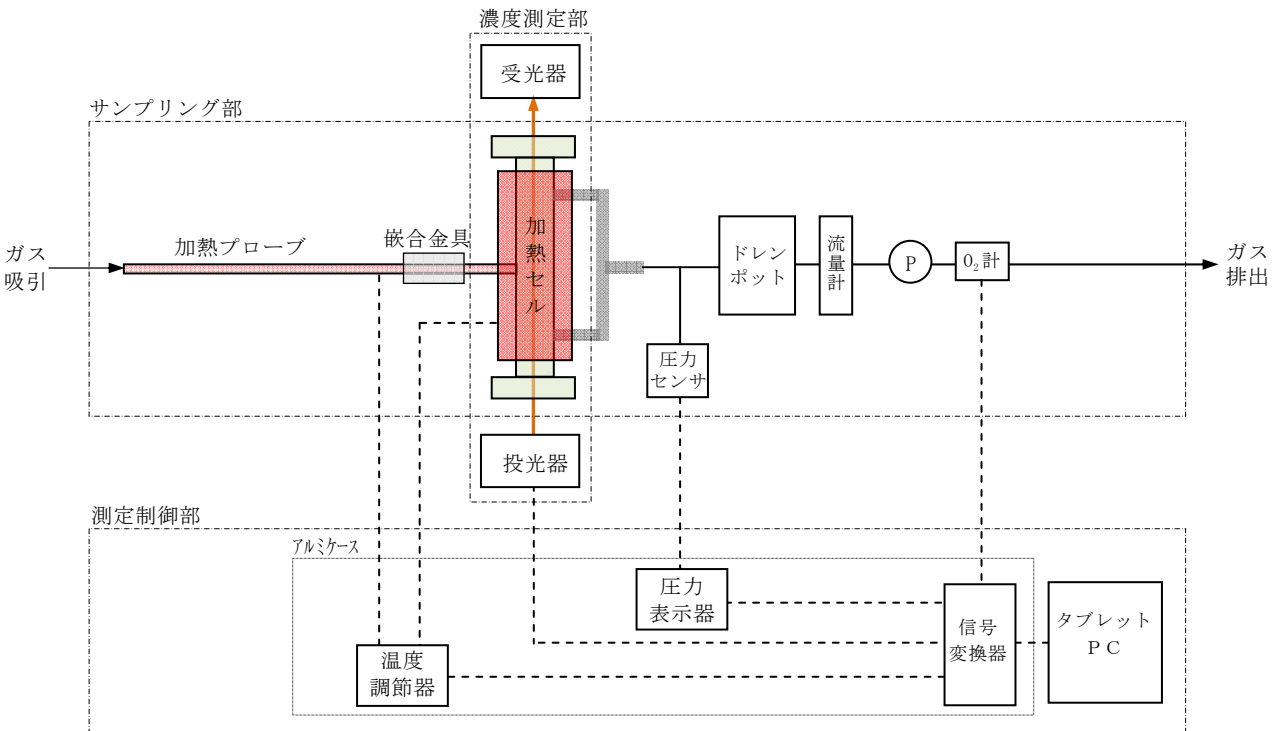 濃度測定部
受光器
サンプリング部
ガス
吸引
加熱プローブ
嵌合金具
加熱セル
ドレン
ポット
流量計
P
O₂計
ガス
排出
圧力
センサ
投光器
測定制御部
アルミケース
圧力
表示器
信号
変換器
タブレット
PC
温度
調節器